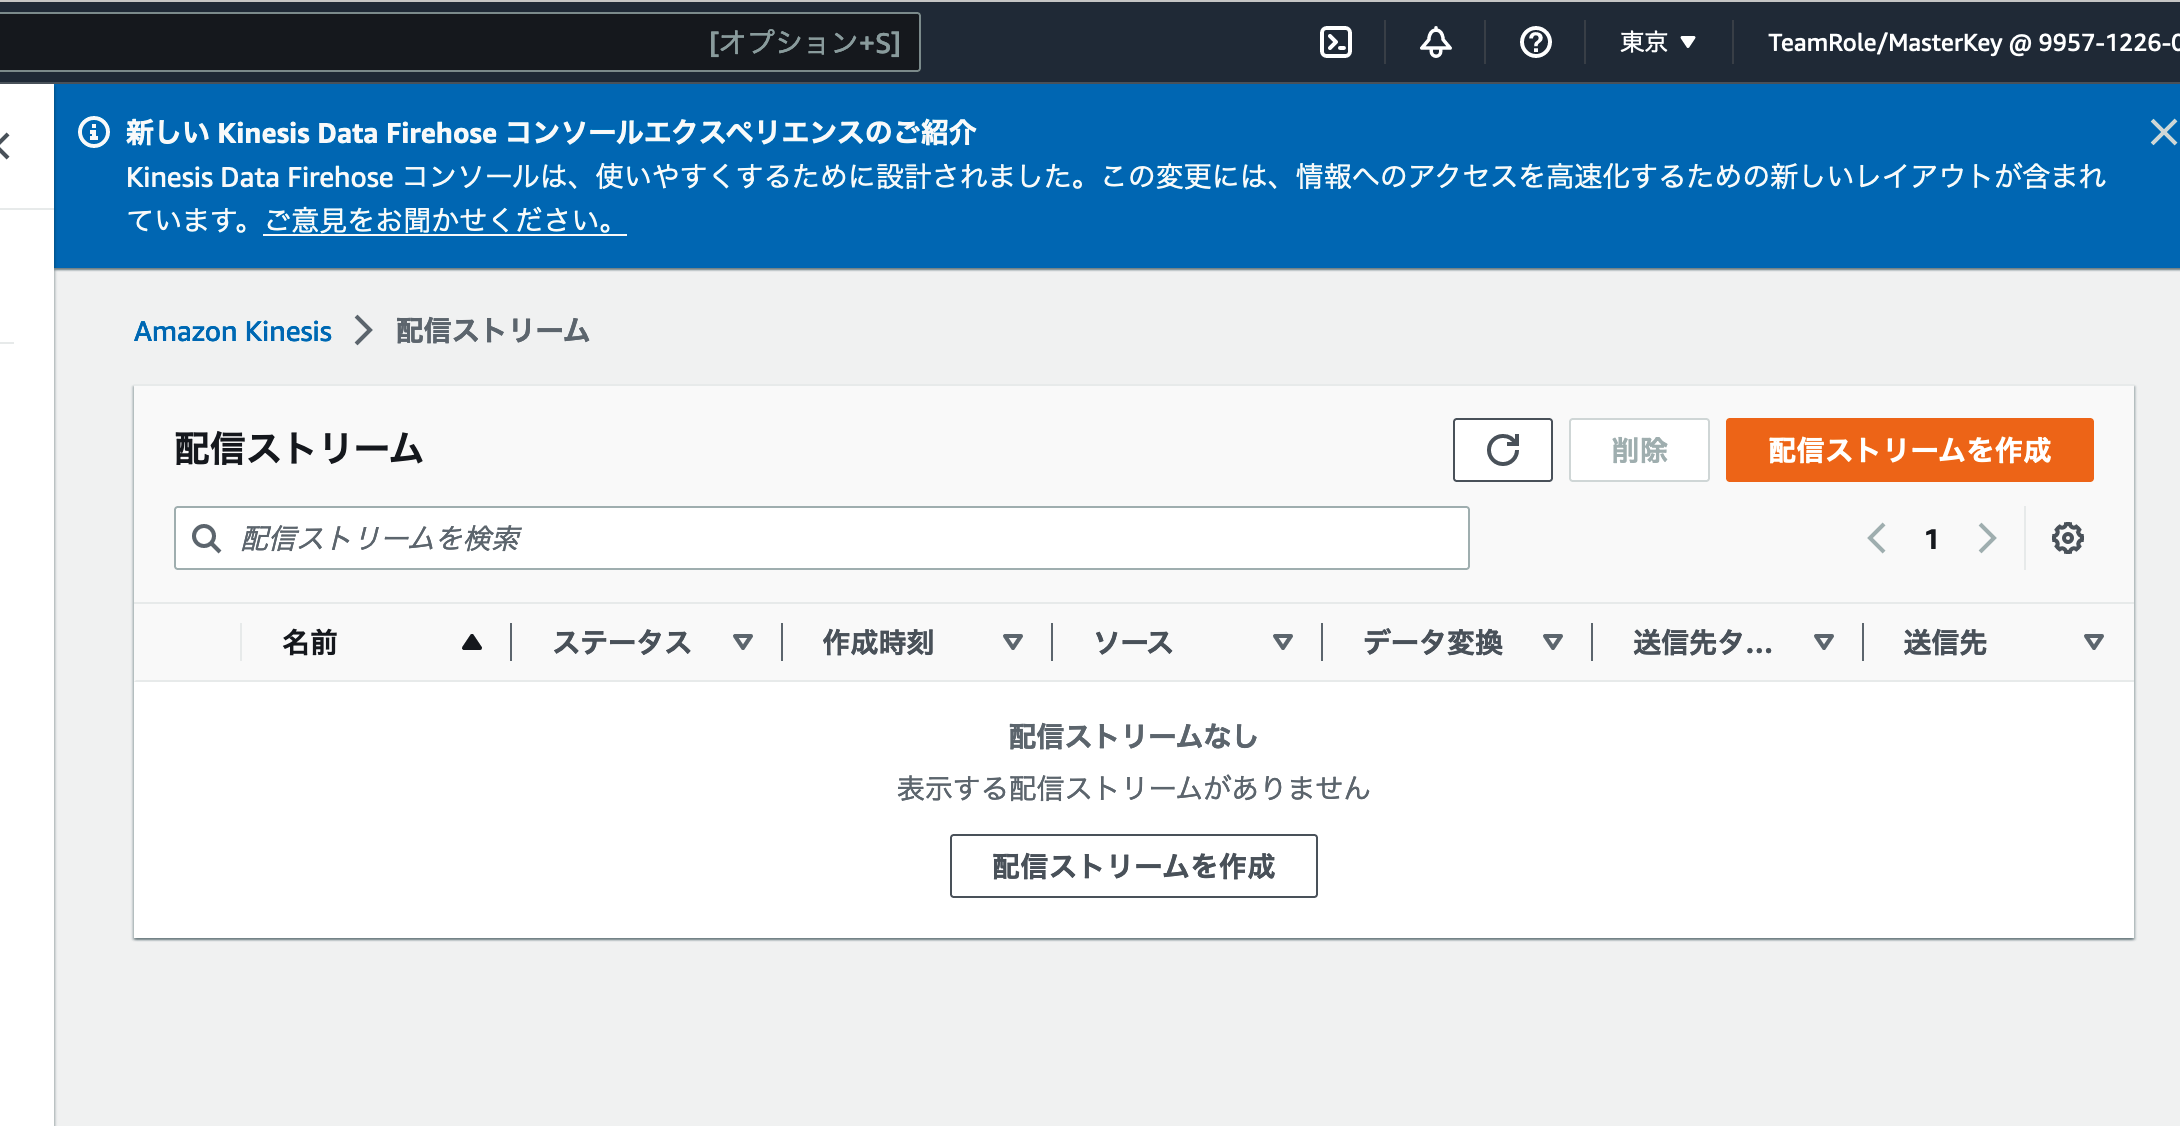 [オプション+S]
東京
TeamRole/MasterKey @ 9957-1226-
新しい Kinesis Data Firehose コンソールエクスペリエンスのご紹介
Kinesis Data Firehose コンソールは、使いやすくするために設計されました。この変更には、情報へのアクセスを高速化するための新しいレイアウトが含まれ
ています。ご意見をお聞かせください。
Amazon Kinesis
配信ストリーム
配信ストリーム
削除
配信ストリームを作成
配信ストリームを検索
1
名前
ステータス
作成時刻
ソース
データ変換
送信先タ...
送信先
配信ストリームなし
表示する配信ストリームがありません
配信ストリームを作成